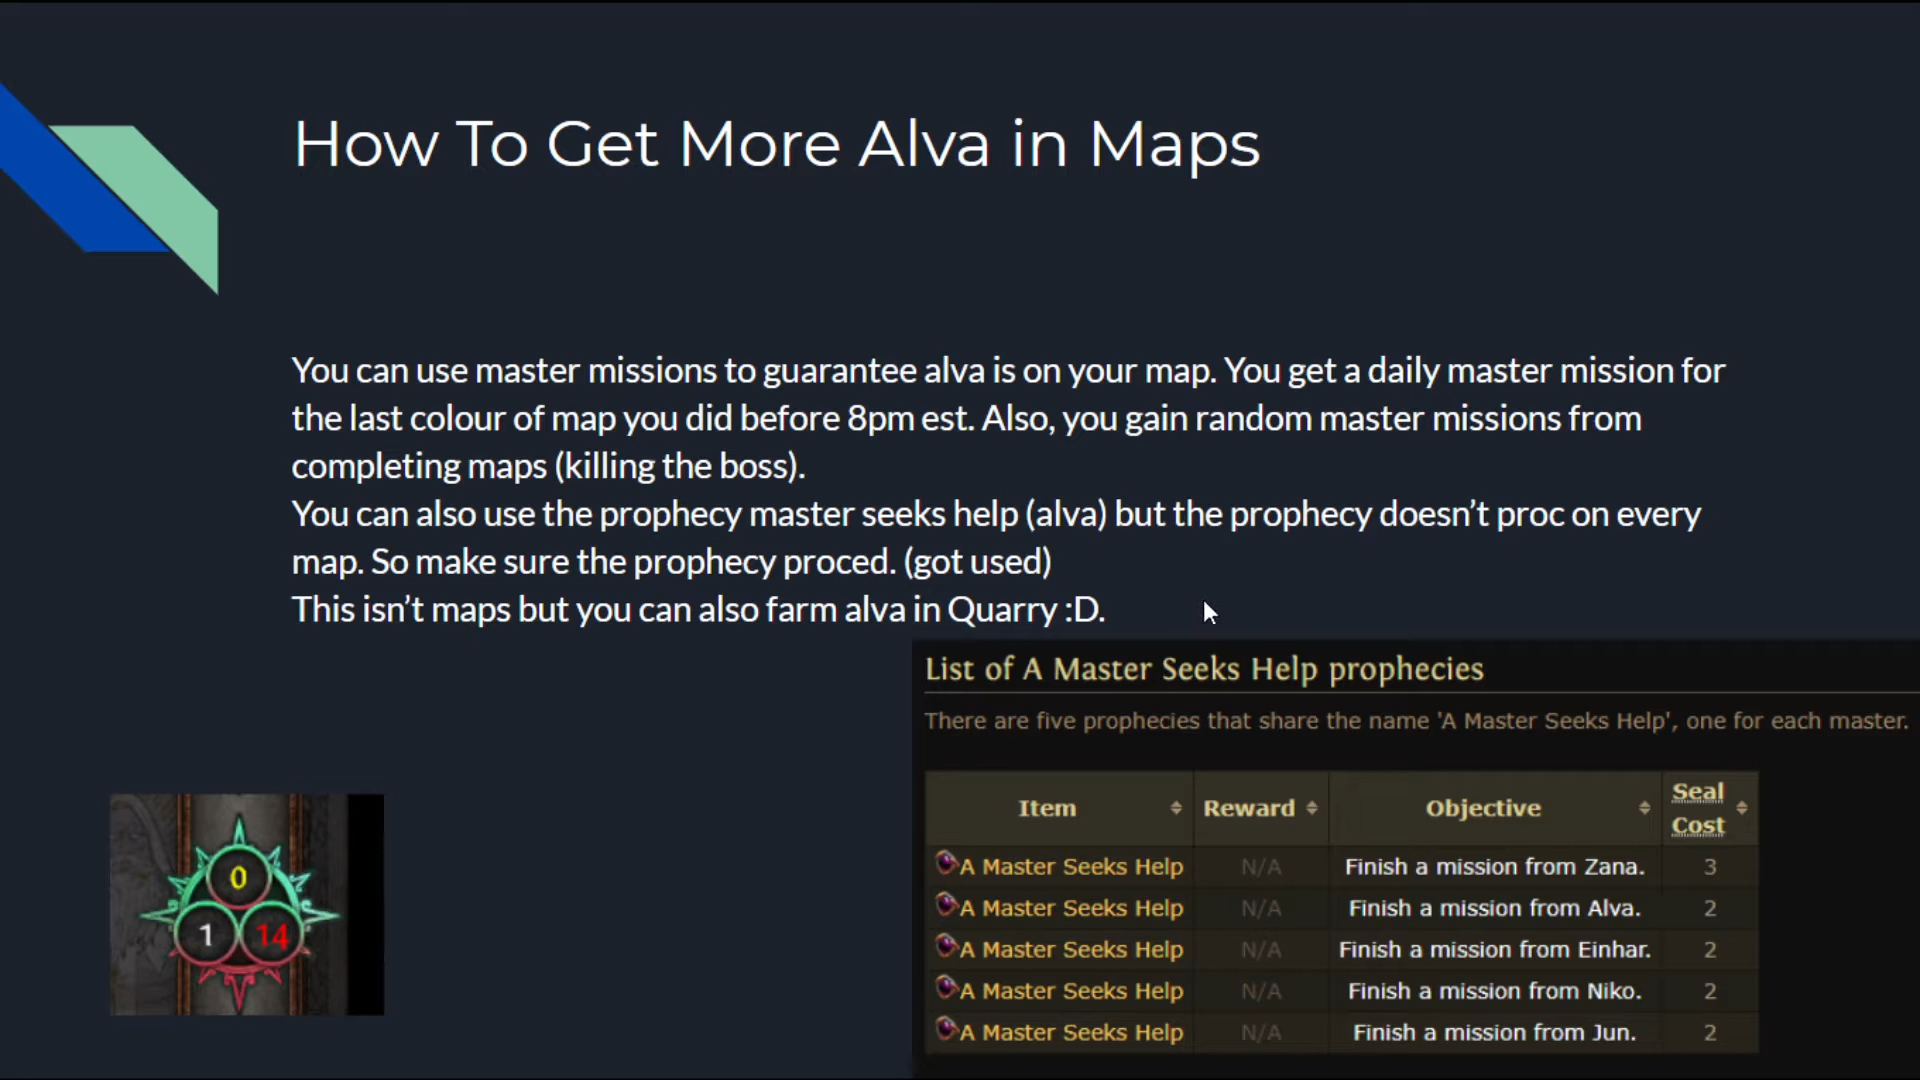 How To Get More Alva in Maps
You can use master missions to guarantee alva is on your map. You get a daily master mission for
the last colour of map you did before 8pm est. Also, you gain random master missions from
completing maps (killing the boss).
You can also use the prophecy master seeks help (alva) but the prophecy doesn't proc on every
map. So make sure the prophecy proced. (got used)
This isn't maps but you can also farm alva in Quarry :D.
List of A Master Seeks Help prophecies
There are five prophecies that share the name 'A Master Seeks Help', one for each master.
Item Reward Objective Seal Cost
A Master Seeks Help N/A Finish a mission from Zana. 3
A Master Seeks Help N/A Finish a mission from Alva. 2
A Master Seeks Help N/A Finish a mission from Einhar. 2
A Master Seeks Help N/A Finish a mission from Niko. 2
A Master Seeks Help N/A Finish a mission from Jun. 2
0
1 14